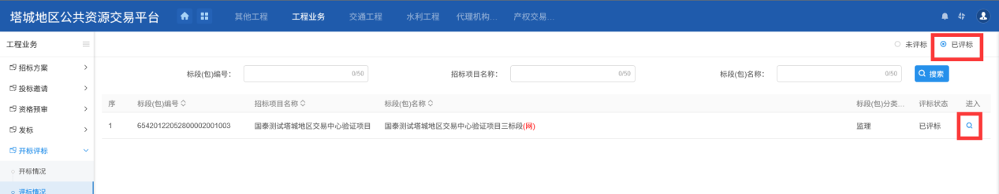 塔城地区公共资源交易平台 其他工程 工程业务 交通工程 水利工程 代理机构... 产权交易...
工程业务 未评标 已评标
招标方案
标段(包)编号： 0/50 招标项目名称： 0/50 标段(包)名称： 0/50 搜索
投标邀请
资格预审
序 标段(包)编号 招标项目名称 标段(包)名称 标段(包)分类... 评标状态 进入
1 65420122052800002001003 国泰测试塔城地区交易中心验证项目 国泰测试塔城地区交易中心验证项目三标段(网) 监理 已评标
发标
开标评标
开标情况
评标情况